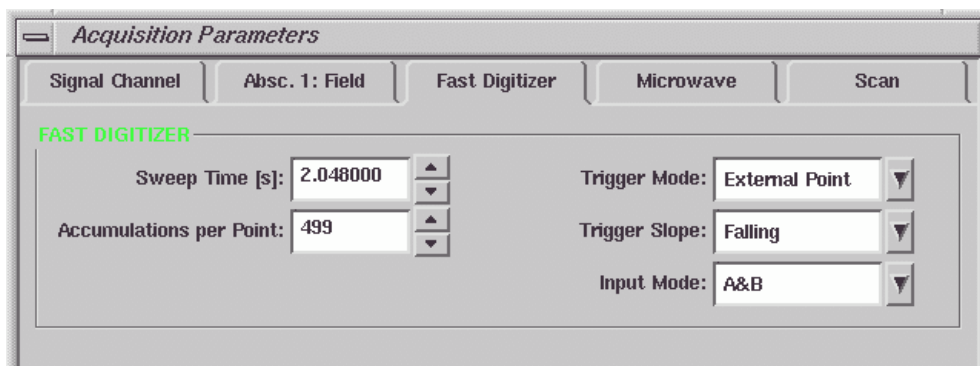 Acquisition Parameters
Signal Channel
Absc. 1: Field
Fast Digitizer
Microwave
Scan
FAST DIGITIZER
Sweep Time [s]: 2.048000
Trigger Mode: External Point
Accumulations per Point: 499
Trigger Slope: Falling
Input Mode: A&B